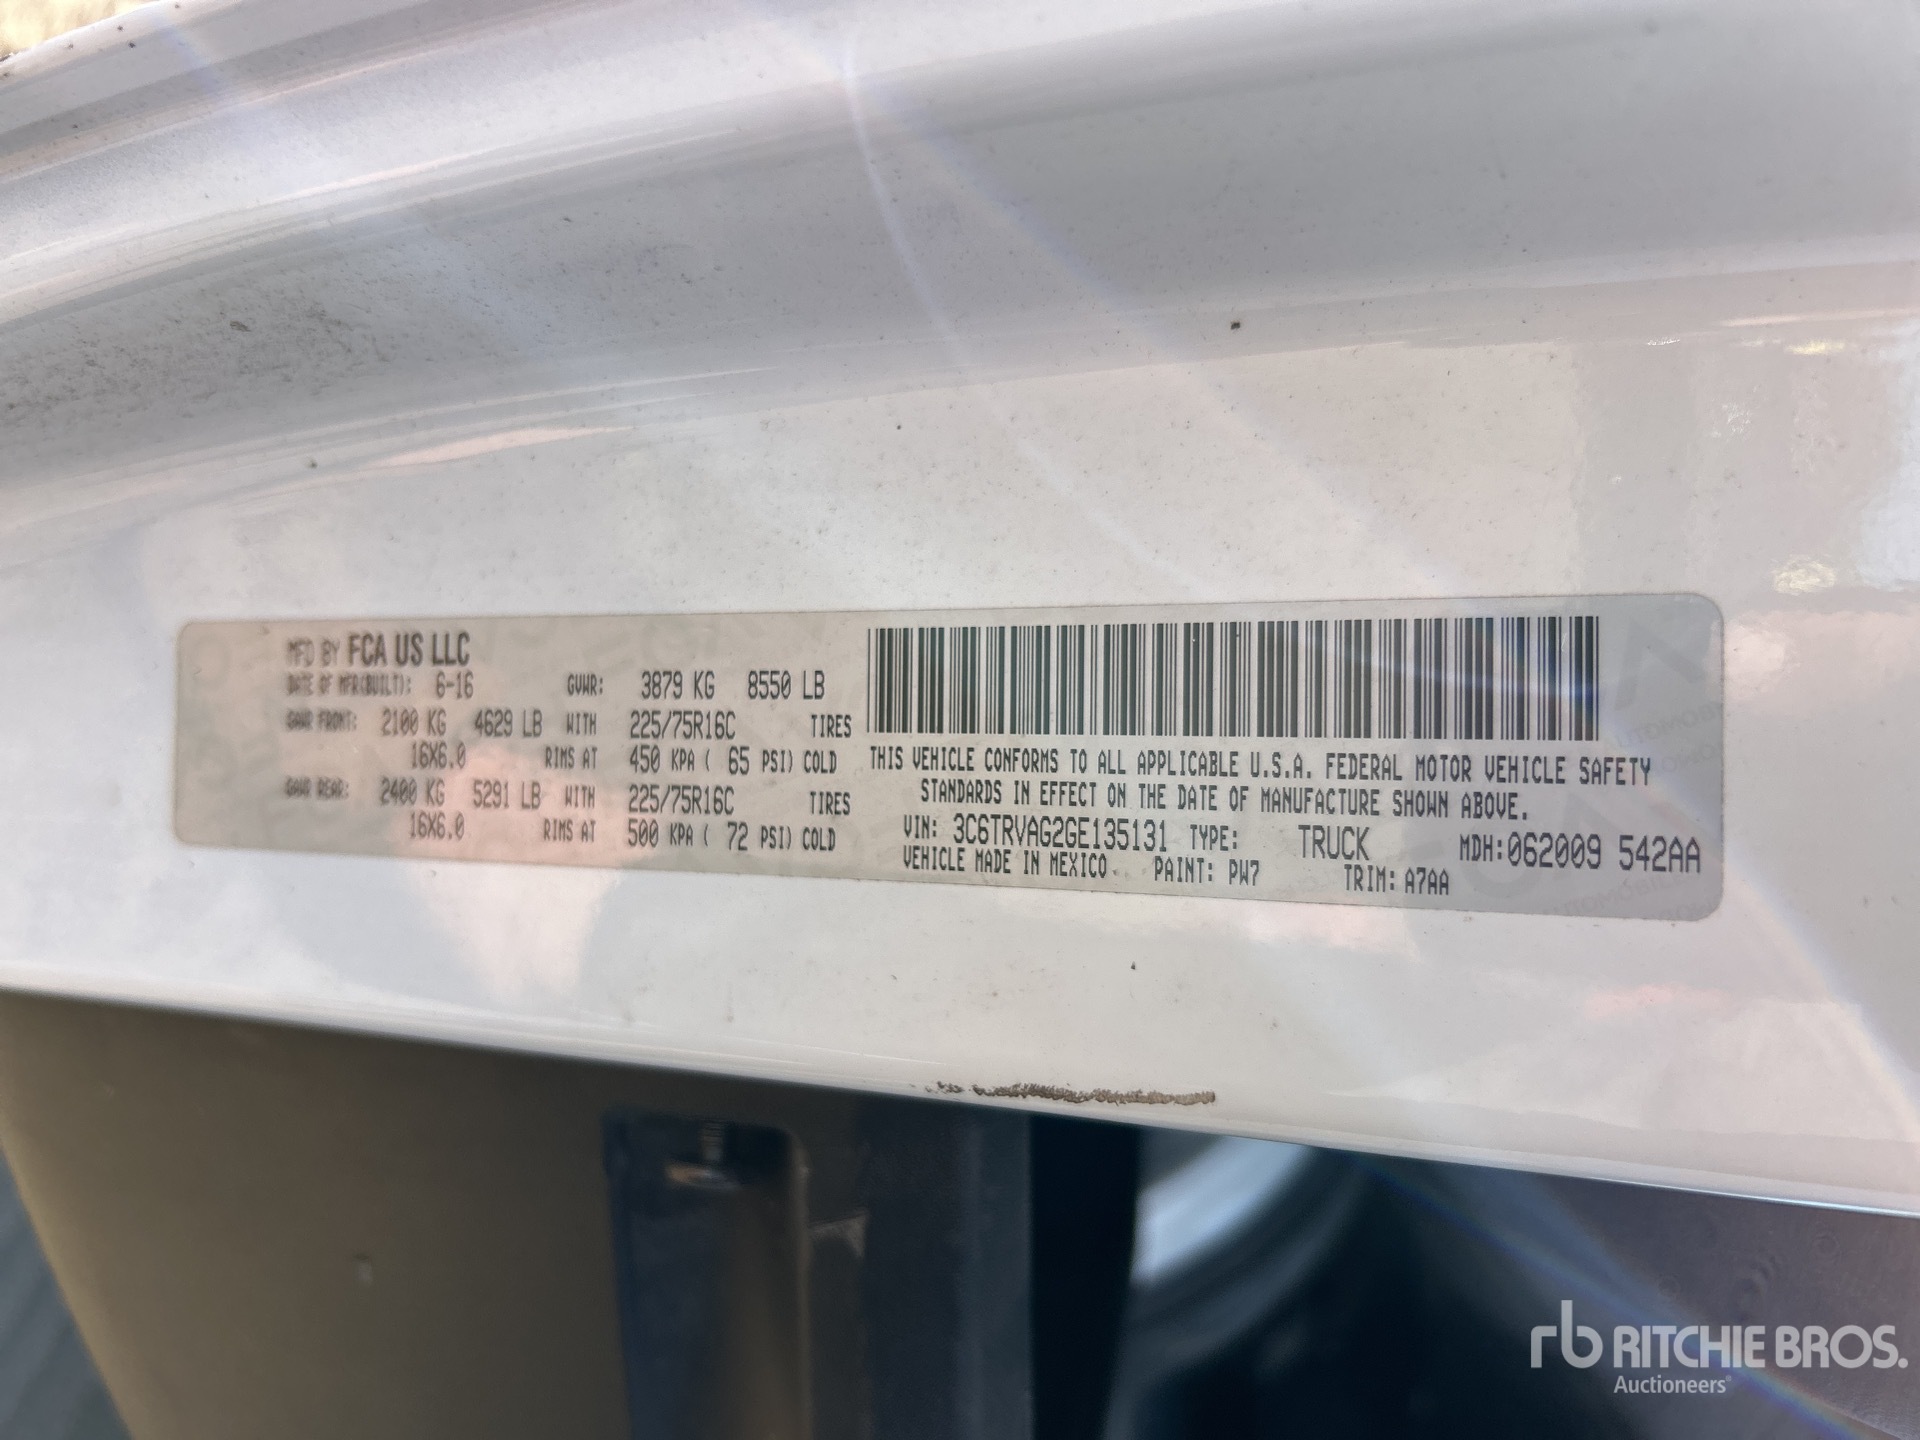 MFD BY FCA US LLC
DATE OF MFR(BUILT): 6-16 GVWR: 3879 KG 8550 LB
GAWR FRONT: 2100 KG 4629 LB WITH 225/75R16C TIRES
16X6.0 RIMS AT 450 KPA ( 65 PSI) COLD
GAWR REAR: 2400 KG 5291 LB WITH 225/75R16C TIRES
16X6.0 RIMS AT 500 KPA ( 72 PSI) COLD
THIS VEHICLE CONFORMS TO ALL APPLICABLE U.S.A. FEDERAL MOTOR VEHICLE SAFETY
STANDARDS IN EFFECT ON THE DATE OF MANUFACTURE SHOWN ABOVE.
VIN: 3C6TRVAG2GE135131 TYPE: TRUCK MDH:062009 542AA
VEHICLE MADE IN MEXICO. PAINT: PW7 TRIM: A7AA
rb RITCHIE BROS.
Auctioneers